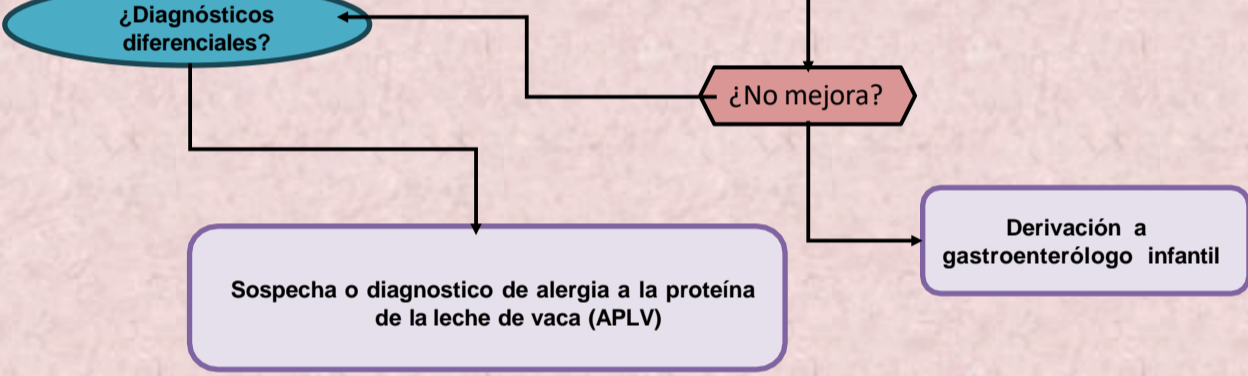 ¿Diagnósticos
diferenciales?
¿No mejora?
Derivación a
gastroenterólogo infantil
Sospecha o diagnostico de alergia a la proteína
de la leche de vaca (APLV)